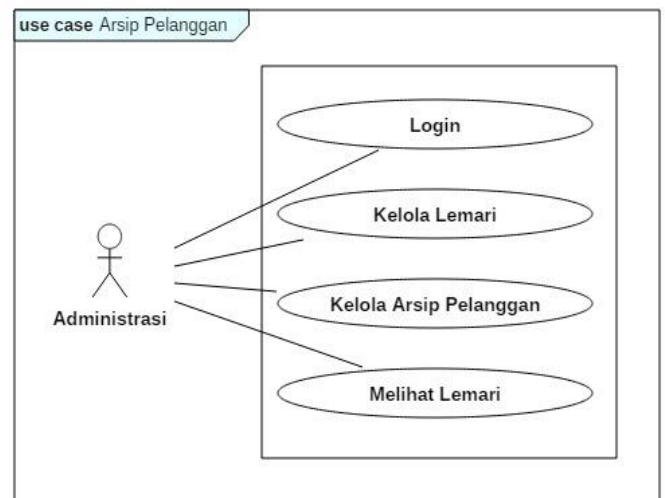 use case Arsip Pelanggan
Login
Kelola Lemari
Kelola Arsip Pelanggan
Administrasi
Melihat Lemari